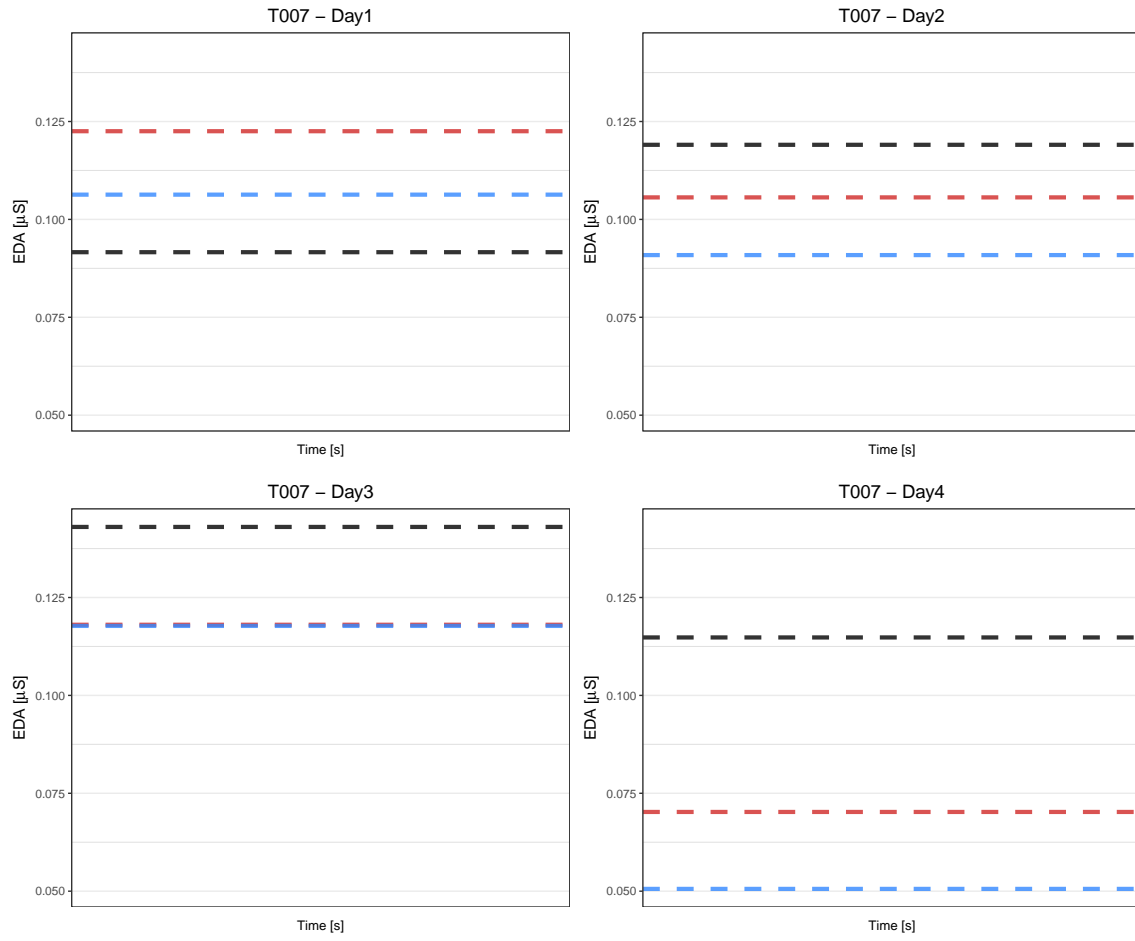 T007 – Day1
0.125
0.100
0.075
0.050
EDA [µS]
Time [s]
T007 – Day2
0.125
0.100
0.075
0.050
EDA [µS]
Time [s]
T007 – Day3
0.125
0.100
0.075
0.050
EDA [µS]
Time [s]
T007 – Day4
0.125
0.100
0.075
0.050
EDA [µS]
Time [s]